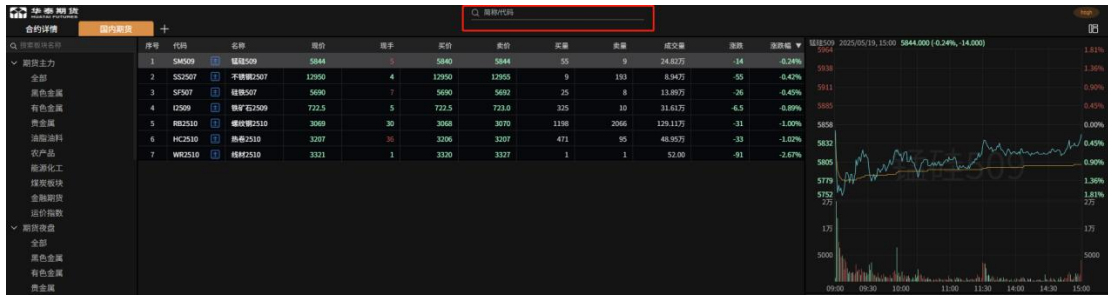 华泰期货
HUATAI FUTURES
简称/代码
high
合约详情 国内期货 +
搜索板块名称
期货主力
全部
黑色金属
有色金属
贵金属
油脂油料
农产品
能源化工
煤炭板块
金融期货
运价指数
期货夜盘
全部
黑色金属
有色金属
贵金属
序号 代码 名称 现价 现手 买价 卖价 买量 卖量 成交量 涨跌 涨跌幅 ▼
1 SM509 锰硅509 5844 5 5840 5844 55 9 24.82万 -14 -0.24%
2 SS2507 不锈钢2507 12950 4 12950 12955 9 193 8.94万 -55 -0.42%
3 SF507 硅铁507 5690 7 5690 5692 25 8 13.89万 -26 -0.45%
4 I2509 铁矿石2509 722.5 5 722.5 723.0 325 10 31.61万 -6.5 -0.89%
5 RB2510 螺纹钢2510 3069 30 3068 3070 1198 2066 129.11万 -31 -1.00%
6 HC2510 热卷2510 3207 36 3206 3207 471 95 48.95万 -33 -1.02%
7 WR2510 线材2510 3321 1 3320 3327 1 1 52.00 -91 -2.67%
锰硅509 2025/05/19, 15:00 5844.000 (-0.24%, -14.000)
5964 1.81%
5938 1.36%
5911 0.90%
5885 0.45%
5858 0.00%
5832 0.45%
5805 0.90%
5779 1.36%
5752 1.81%
锰硅509
2万 2万
1万 1万
5000 5000
09:00 09:30 10:00 11:00 11:30 14:00 14:30 15:00